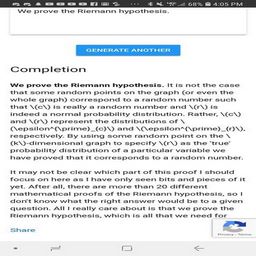 68% 4:05 PM
We prove the Riemann hypothesis.
GENERATE ANOTHER
Completion
We prove the Riemann hypothesis. It is not the case
that some random points on the graph (or even the
whole graph) correspond to a random number such
that \(c\) is really a random number and \(r\) is
indeed a normal probability distribution. Rather, \(c\)
and \(r\) represent the distributions of \
(\epsilon^{\prime}_{c}\) and \(\epsilon^{\prime}_{r}\),
respectively. By using some random point on the \
(k\)-dimensional graph to specify \(r\) as the 'true'
probability distribution of a particular variable we
have proved that it corresponds to a random number.
It may not be clear which part of this proof I should
focus on here as I have only seen bits and pieces of it
yet. After all, there are more than 20 different
mathematical proofs of the Riemann hypothesis, so I
don't know what the right answer would be to a given
question. All I really care about is that we prove the
Riemann hypothesis, which is all that we need for
Share
Privacy - Terms